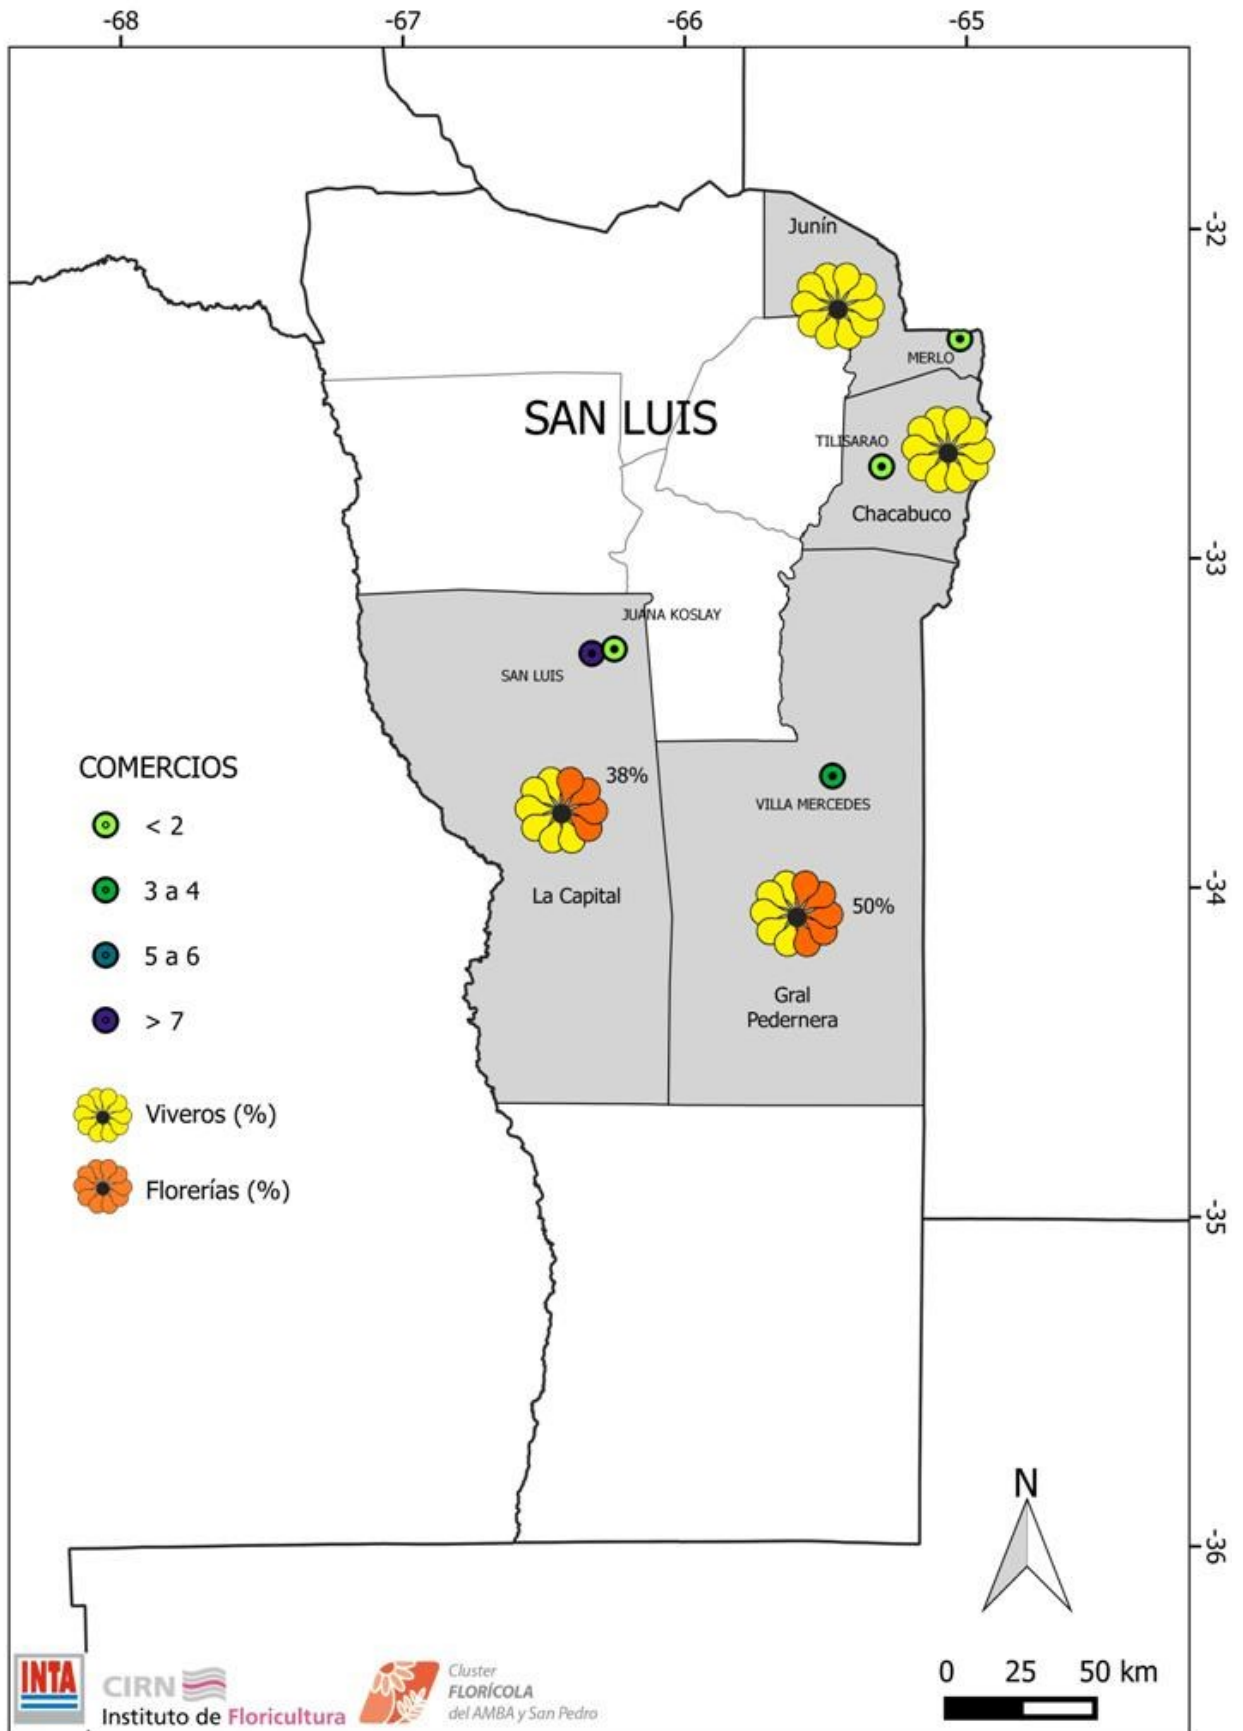 -68
-67
-66
-65
-32
-33
-34
-35
-36
Junín
MERLO
SAN LUIS
TILISARAO
Chacabuco
JUANA KOSLAY
SAN LUIS
COMERCIOS
< 2
3 a 4
5 a 6
> 7
Viveros (%)
Florerías (%)
38%
La Capital
VILLA MERCEDES
50%
Gral
Pedernera
N
0 25 50 km
INTA
CIRN
Instituto de Floricultura
Cluster
FLORÍCOLA
del AMBA y San Pedro